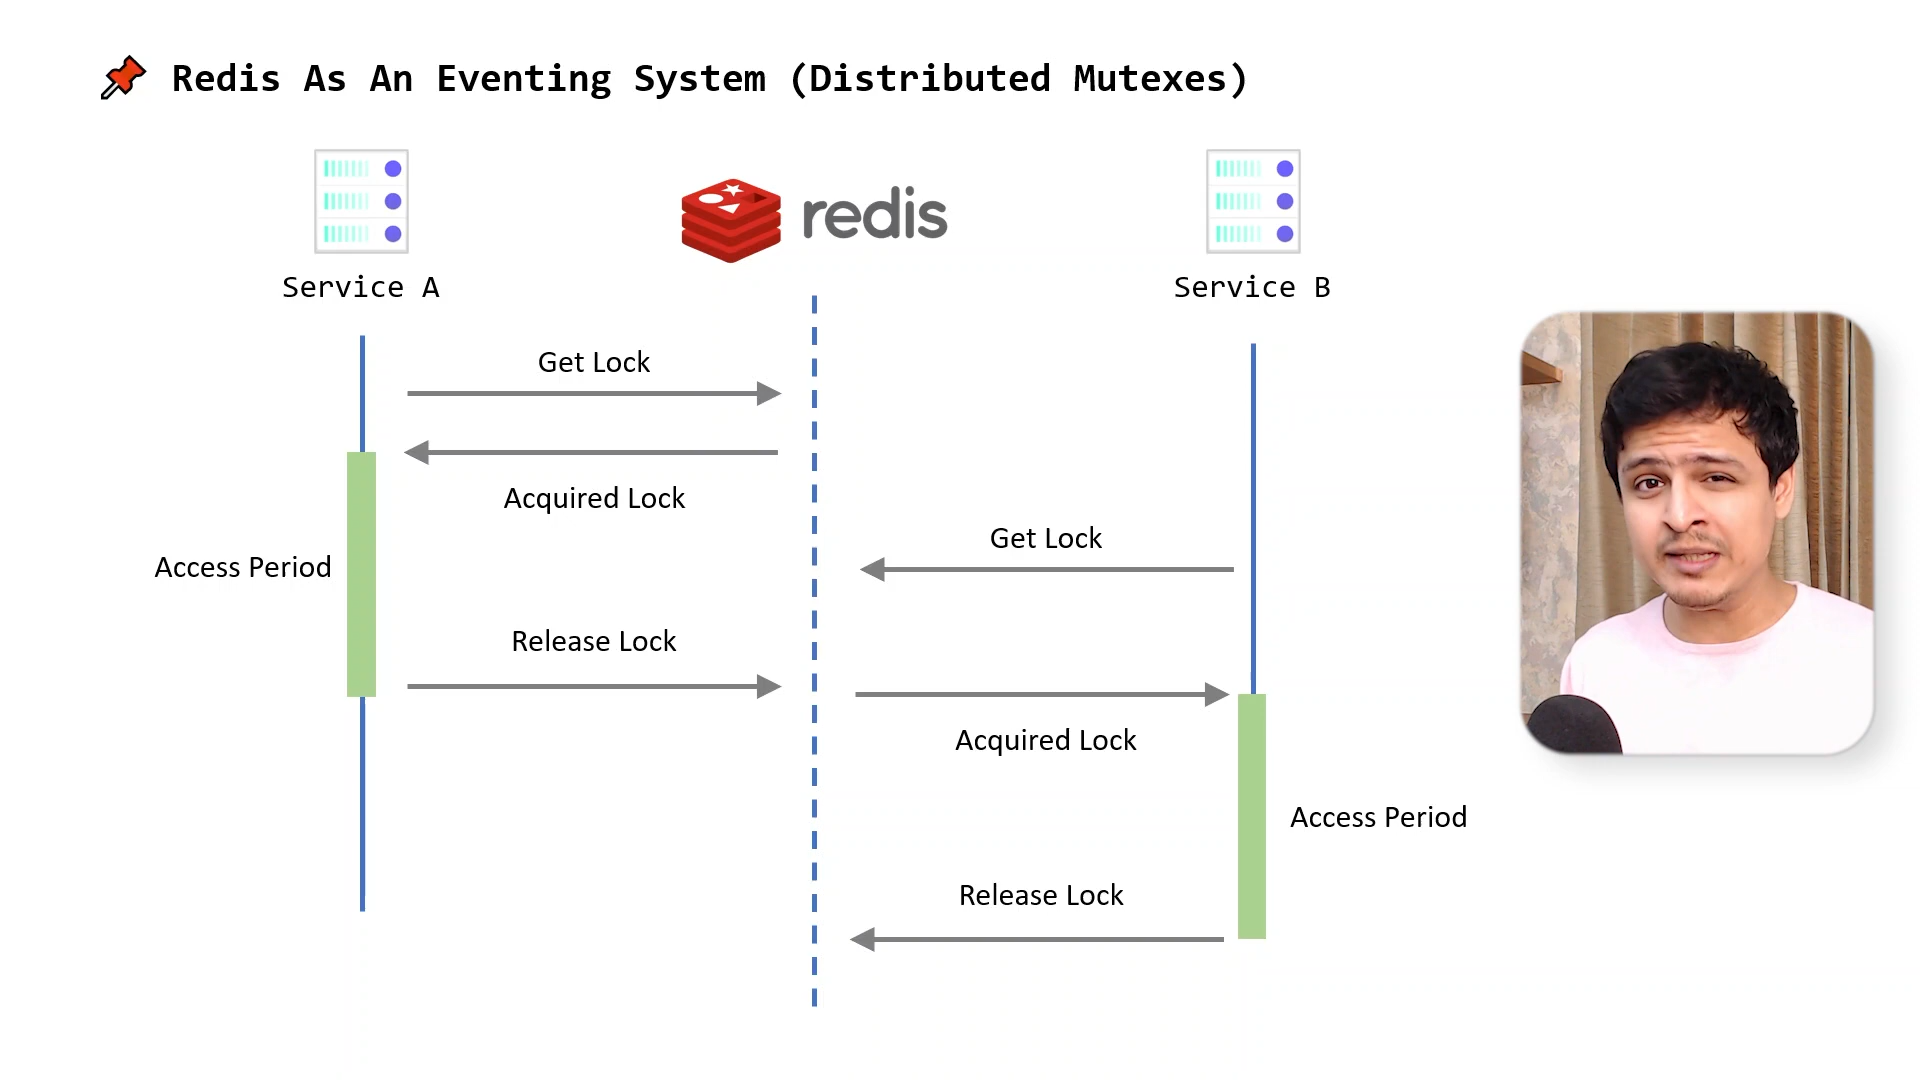 Redis As An Eventing System (Distributed Mutexes)
redis
Service A
Service B
Get Lock
Acquired Lock
Get Lock
Access Period
Release Lock
Acquired Lock
Access Period
Release Lock